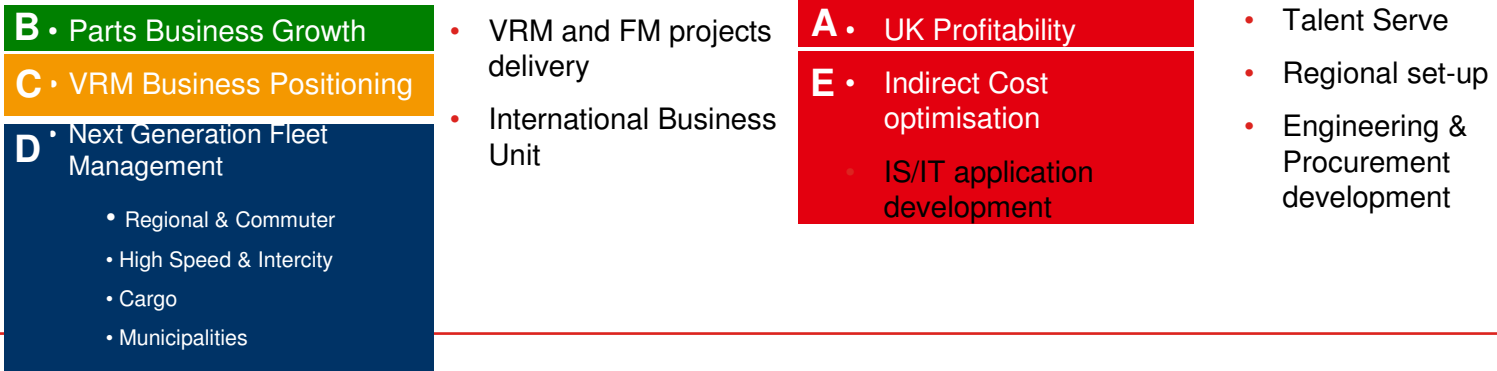 B • Parts Business Growth
C • VRM Business Positioning
D • Next Generation Fleet
Management
• Regional & Commuter
• High Speed & Intercity
• Cargo
• Municipalities
• VRM and FM projects
delivery
• International Business
Unit
A • UK Profitability
E • Indirect Cost
optimisation
• IS/IT application
development
• Talent Serve
• Regional set-up
• Engineering &
Procurement
development